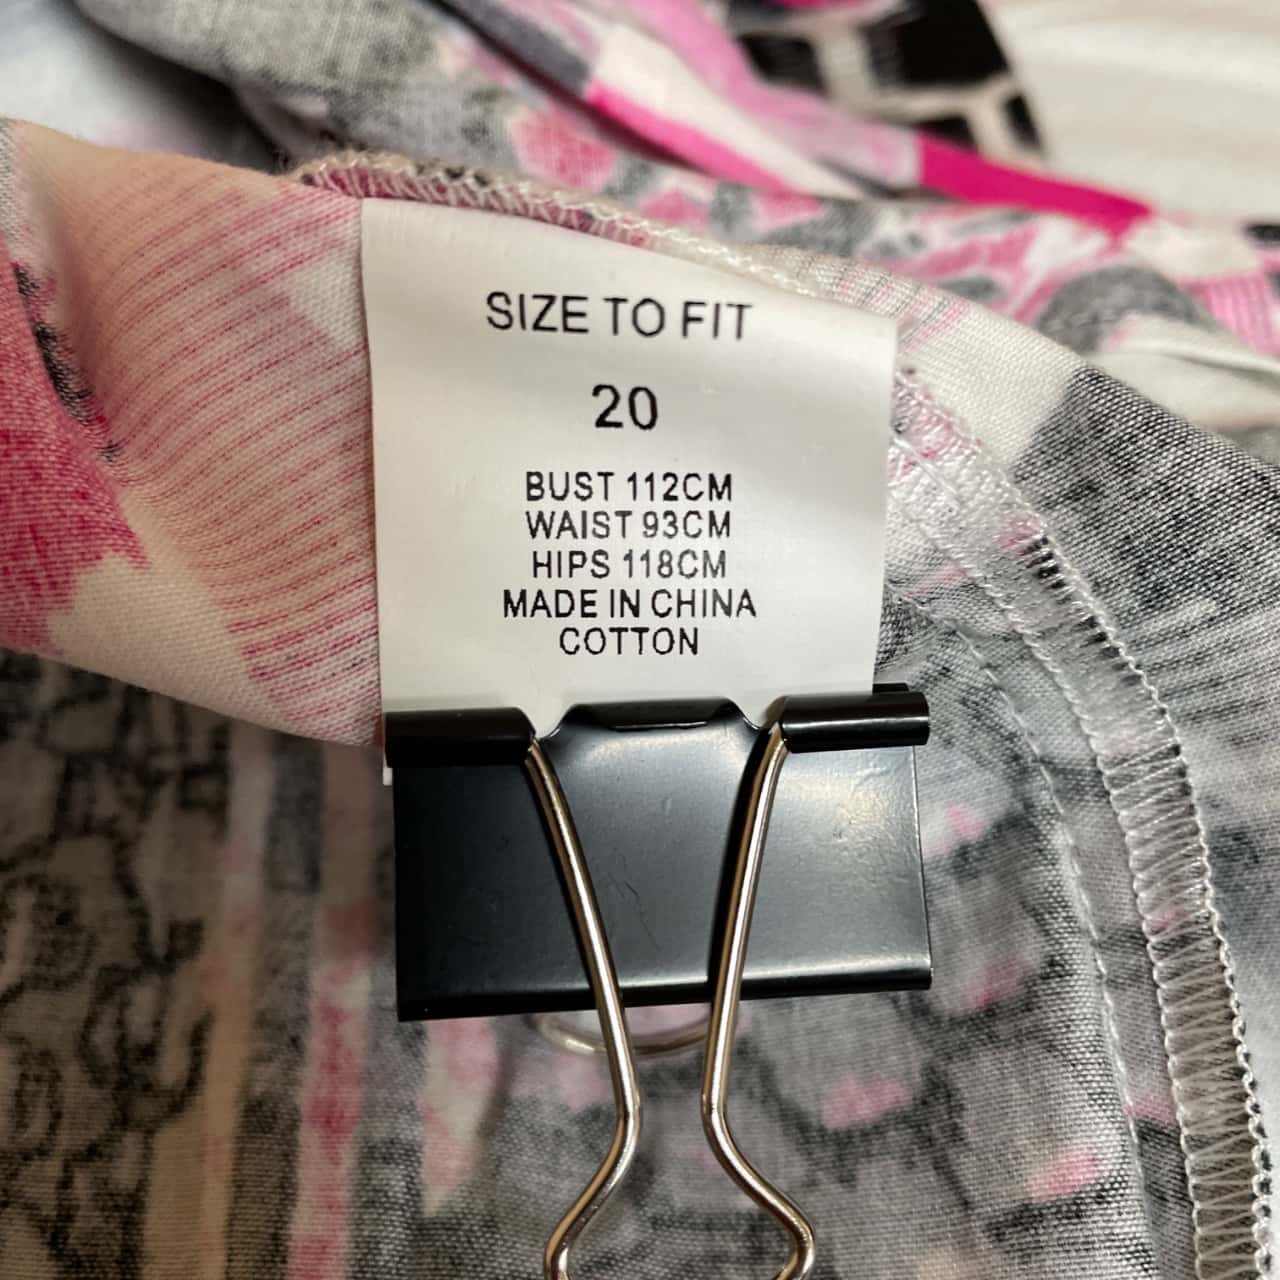 SIZE TO FIT
20
BUST 112CM
WAIST 93CM
HIPS 118CM
MADE IN CHINA
COTTON